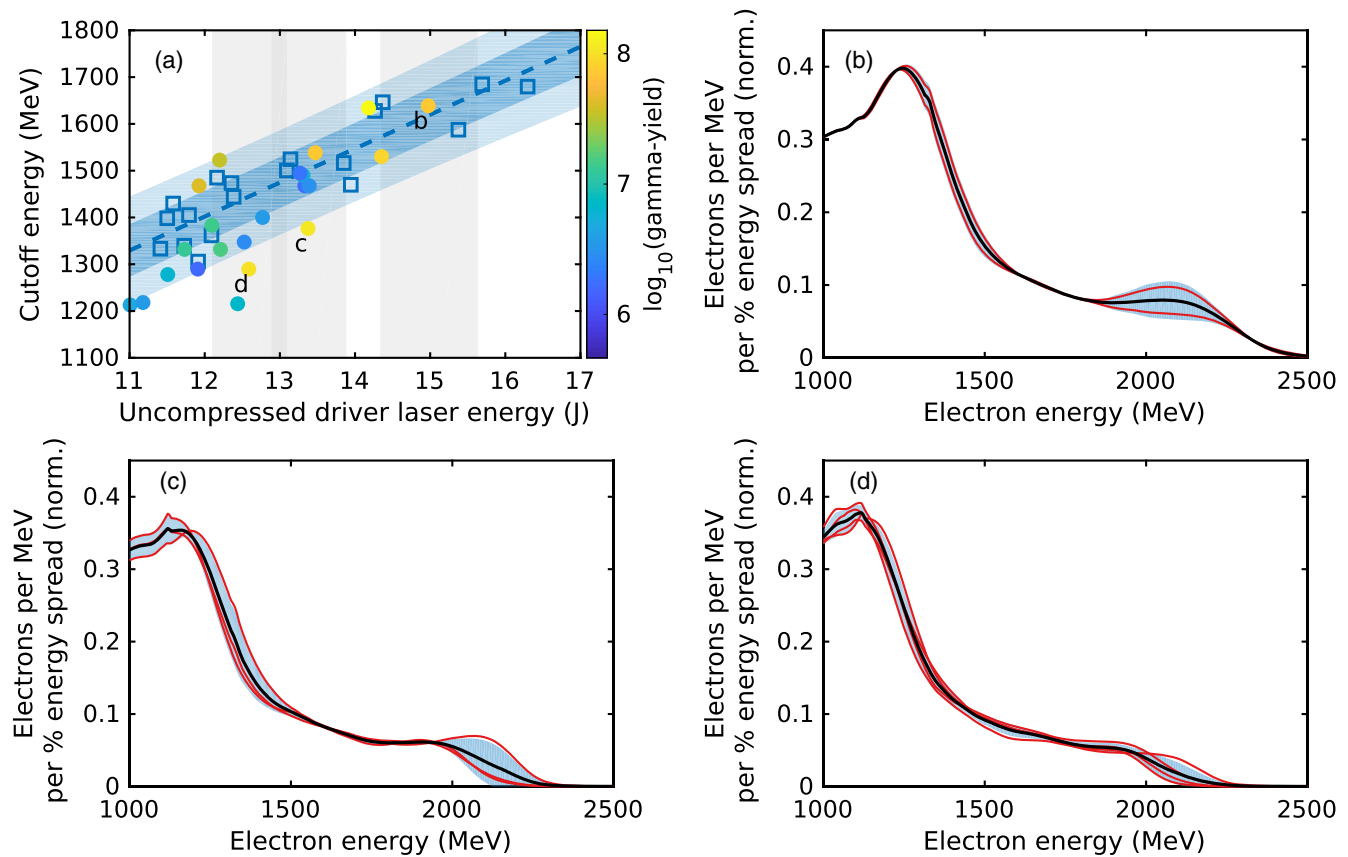 (a)
1800
1700
1600
1500
1400
1300
1200
1100
Cutoff energy (MeV)
b
c
d
11 12 13 14 15 16 17
Uncompressed driver laser energy (J)
8
7
6
log10(gamma-yield)
(b)
0.4
0.3
0.2
0.1
0
Electrons per MeV
per % energy spread (norm.)
1000 1500 2000 2500
Electron energy (MeV)
(c)
0.4
0.3
0.2
0.1
0
Electrons per MeV
per % energy spread (norm.)
1000 1500 2000 2500
Electron energy (MeV)
(d)
0.4
0.3
0.2
0.1
0
Electrons per MeV
per % energy spread (norm.)
1000 1500 2000 2500
Electron energy (MeV)